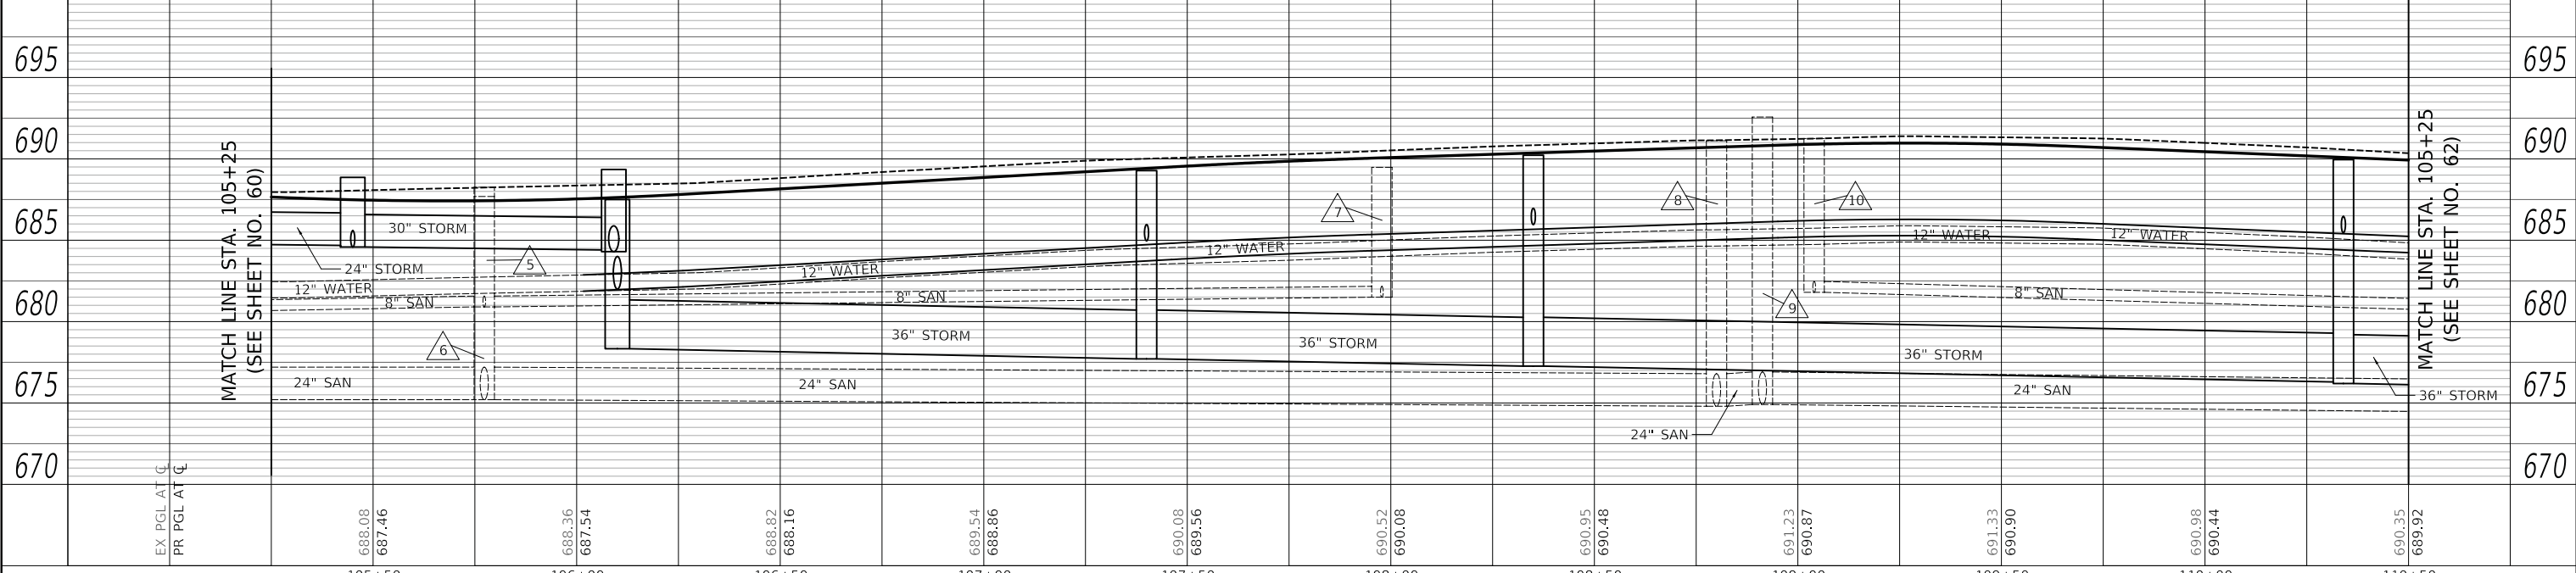 695
695
690
690
685
685
680
680
675
675
670
670
MATCH LINE STA. 105+25
(SEE SHEET NO. 60)
30" STORM
24" STORM
12" WATER
8" SAN
5
6
24" SAN
12" WATER
8" SAN
36" STORM
24" SAN
12" WATER
7
36" STORM
8
9
10
24" SAN
12" WATER
12" WATER
8" SAN
36" STORM
24" SAN
36" STORM
MATCH LINE STA. 105+25
(SEE SHEET NO. 62)
EX PGL AT ℄
PR PGL AT ℄
688.08
687.46
688.36
687.54
688.82
688.16
689.54
688.86
690.08
689.56
690.52
690.08
690.95
690.48
691.23
690.87
691.33
690.90
690.98
690.44
690.35
689.92